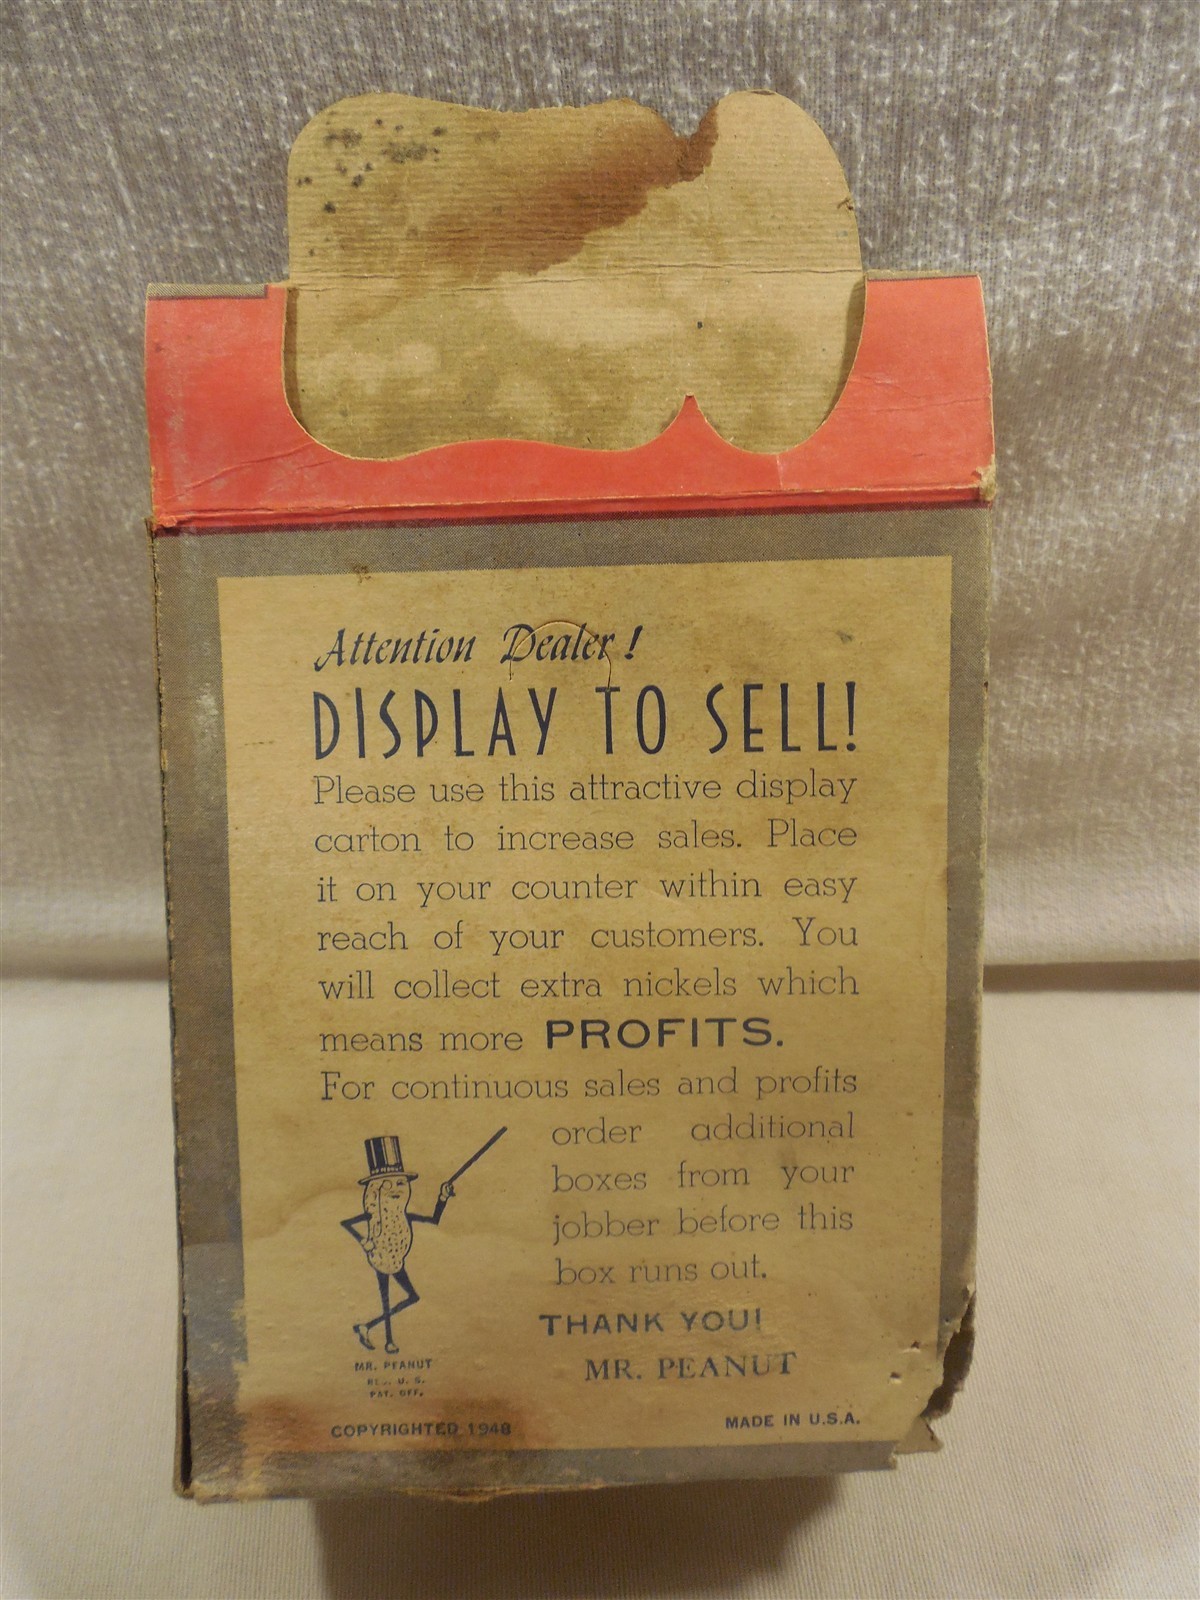 Attention Dealer!
DISPLAY TO SELL!
Please use this attractive display
carton to increase sales. Place
it on your counter within easy
reach of your customers. You
will collect extra nickels which
means more PROFITS.
For continuous sales and profits
order additional
boxes from your
jobber before this
box runs out.
THANK YOU!
MR. PEANUT
MR. PEANUT
REG. U. S.
PAT. OFF.
COPYRIGHTED 1948
MADE IN U.S.A.